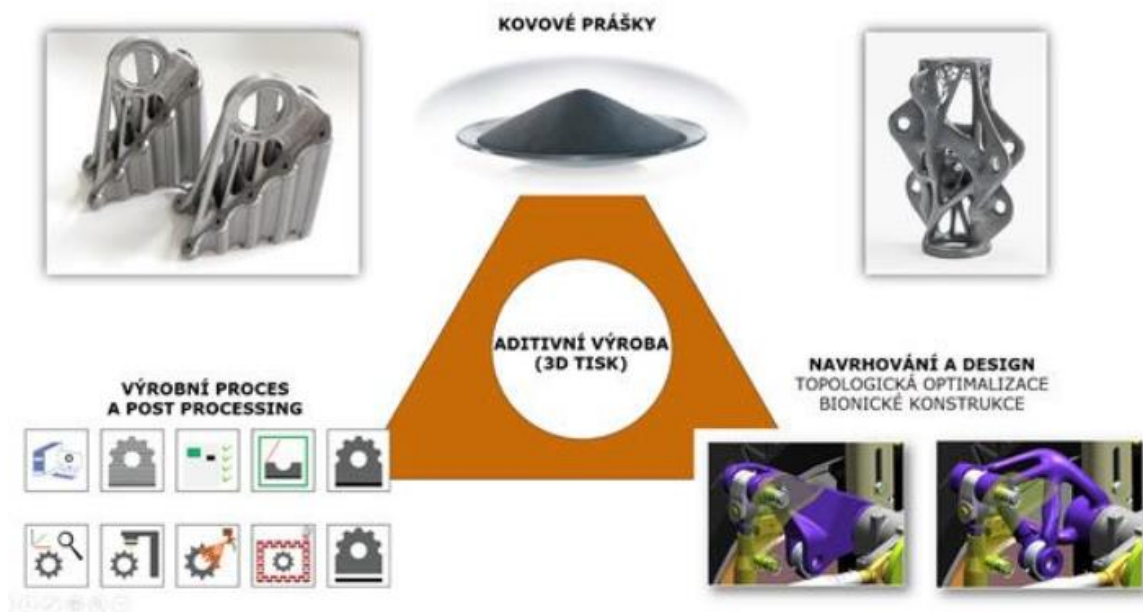 KOVOVÉ PRÁŠKY
ADITIVNÍ VÝROBA
(3D TISK)
VÝROBNÍ PROCES
A POST PROCESSING
NAVRHOVÁNÍ A DESIGN
TOPOLOGICKÁ OPTIMALIZACE
BIONICKÉ KONSTRUKCE